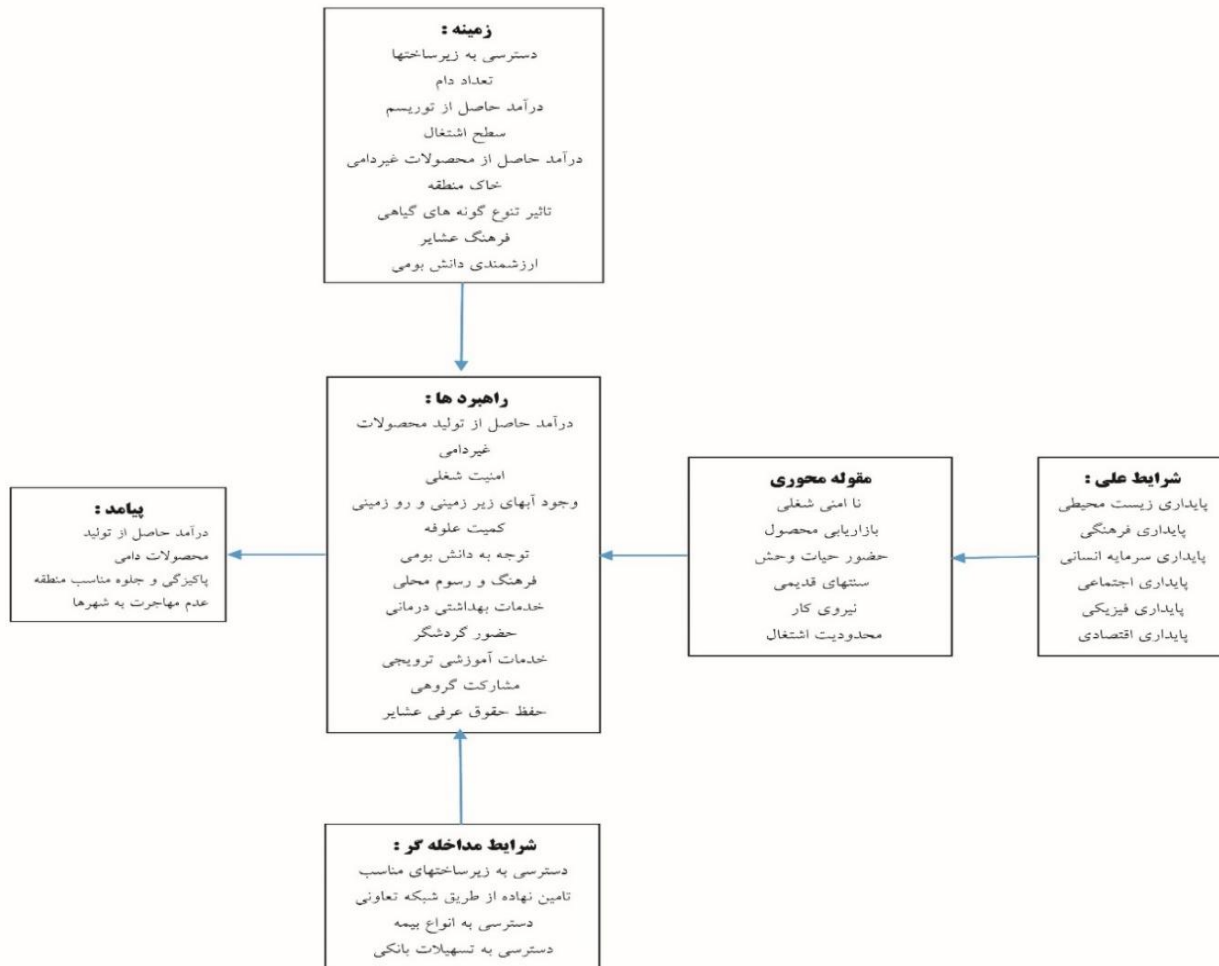 زمینه :
دسترسی به زیرساختها
تعداد دام
درآمد حاصل از توریسم
سطح اشتغال
درآمد حاصل از محصولات غیردامی
خاک منطقه
تاثیر تنوع گونه های گیاهی
فرهنگ عشایر
ارزشمندی دانش بومی
شرایط علی :
پایداری زیست محیطی
پایداری فرهنگی
پایداری سرمایه انسانی
پایداری اجتماعی
پایداری فیزیکی
پایداری اقتصادی
مقوله محوری
نا امنی شغلی
بازاریابی محصول
حضور حیات وحش
سنتهای قدیمی
نیروی کار
محدودیت اشتغال
راهبرد ها :
درآمد حاصل از تولید محصولات
غیردامی
امنیت شغلی
وجود آبهای زیر زمینی و رو زمینی
کمیت علوفه
توجه به دانش بومی
فرهنگ و رسوم محلی
خدمات بهداشتی درمانی
حضور گردشگر
خدمات آموزشی ترویجی
مشارکت گروهی
حفظ حقوق عرفی عشایر
پیامد :
درآمد حاصل از تولید
محصولات دامی
پاکیزگی و جلوه مناسب منطقه
عدم مهاجرت به شهرها
شرایط مداخله گر :
دسترسی به زیرساختهای مناسب
تامین نهاده از طریق شبکه تعاونی
دسترسی به انواع بیمه
دسترسی به تسهیلات بانکی